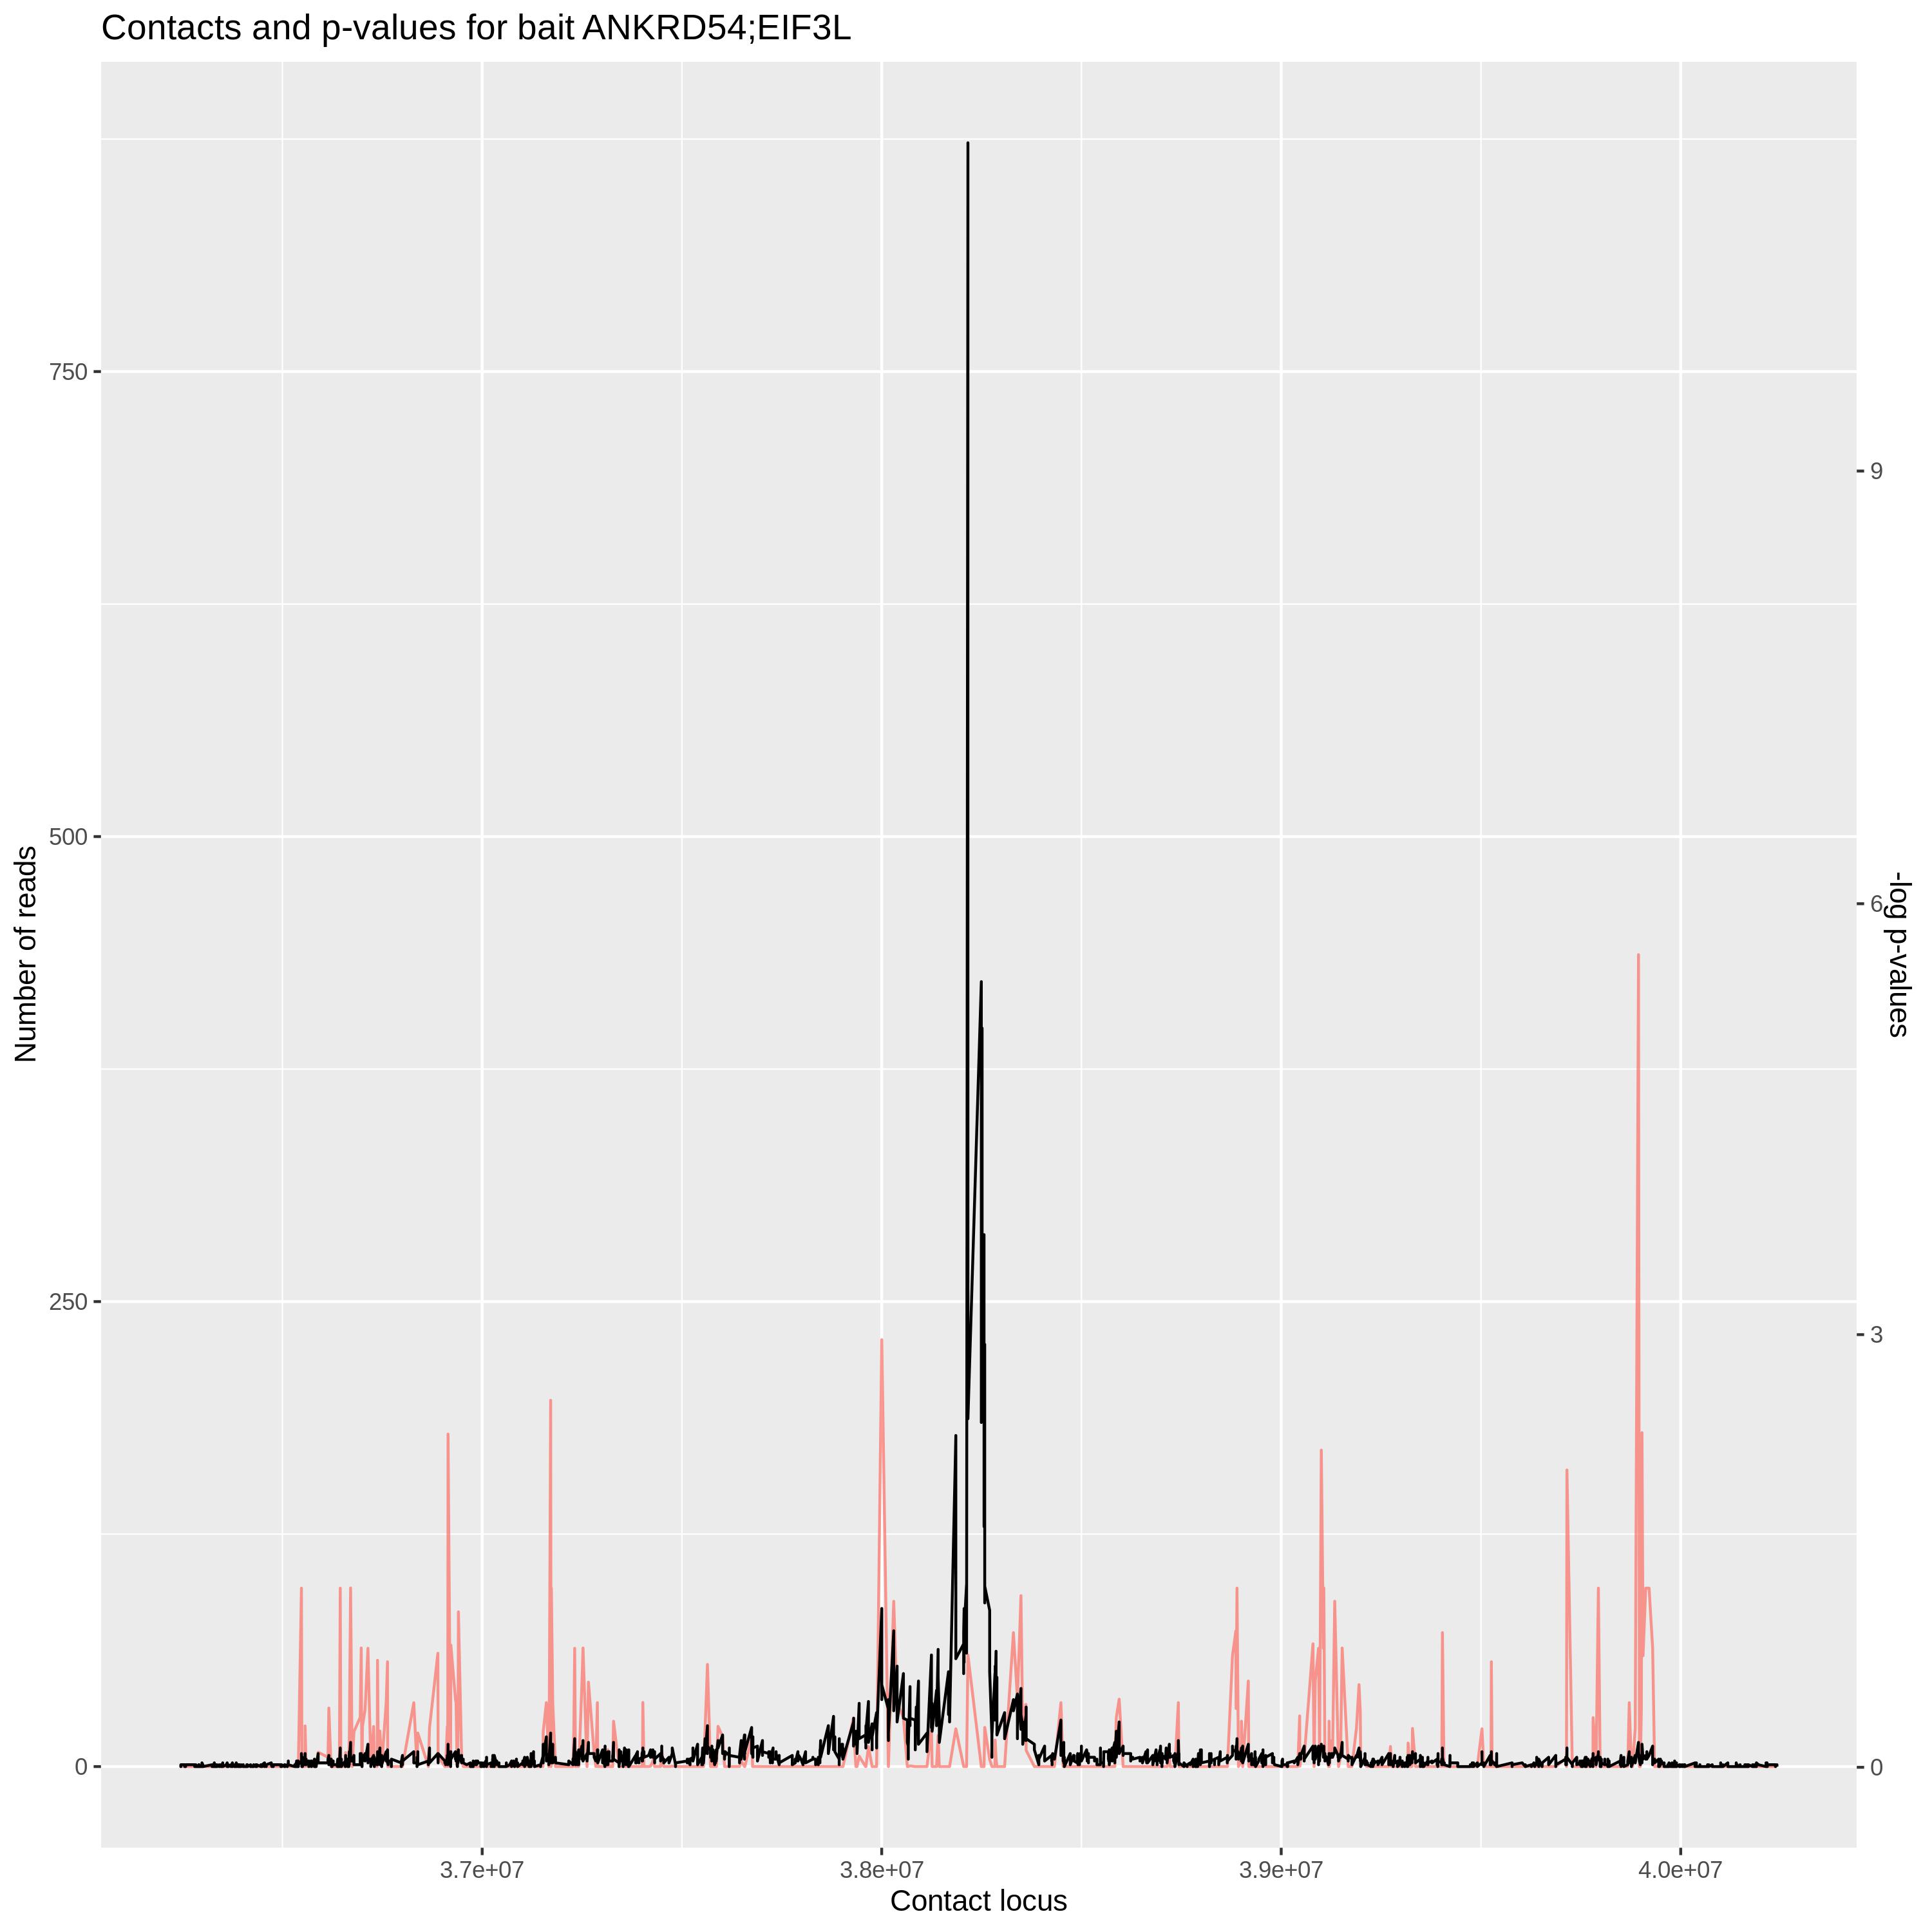 Contacts and p-values for bait ANKRD54;EIF3L
750
500
250
0
Number of reads
9
6
3
0
-log p-values
3.7e+07 3.8e+07 3.9e+07 4.0e+07
Contact locus